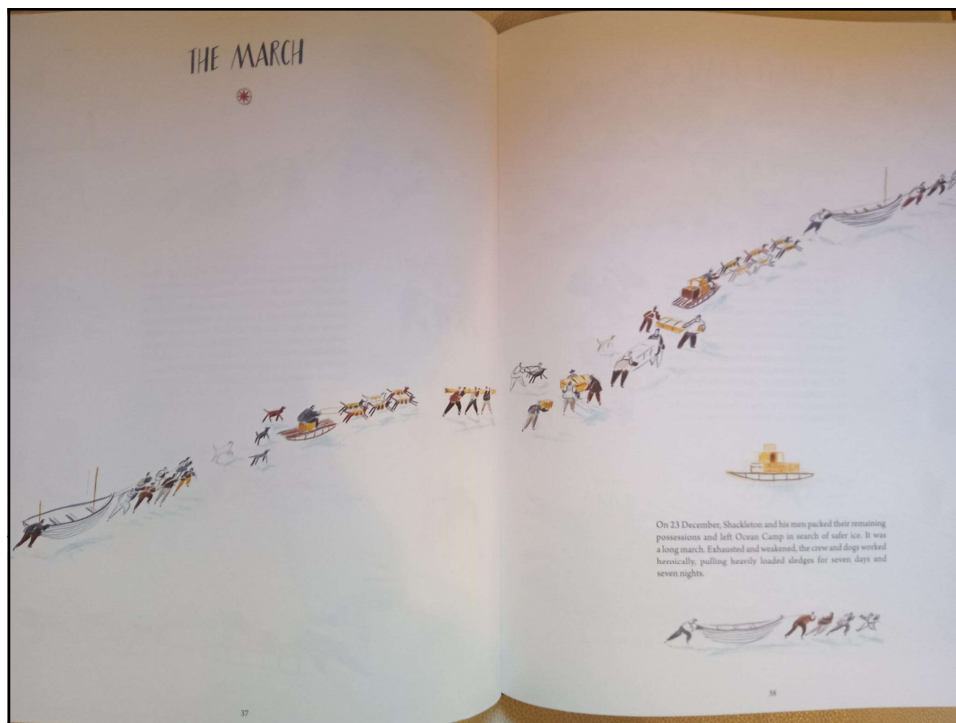 THE MARCH
On 23 December, Shackleton and his men packed their remaining
possessions and left Ocean Camp in search of safer ice. It was
a long march. Exhausted and weakened, the crew and dogs worked
heroically, pulling heavily loaded sledges for seven days and
seven nights.
37
38